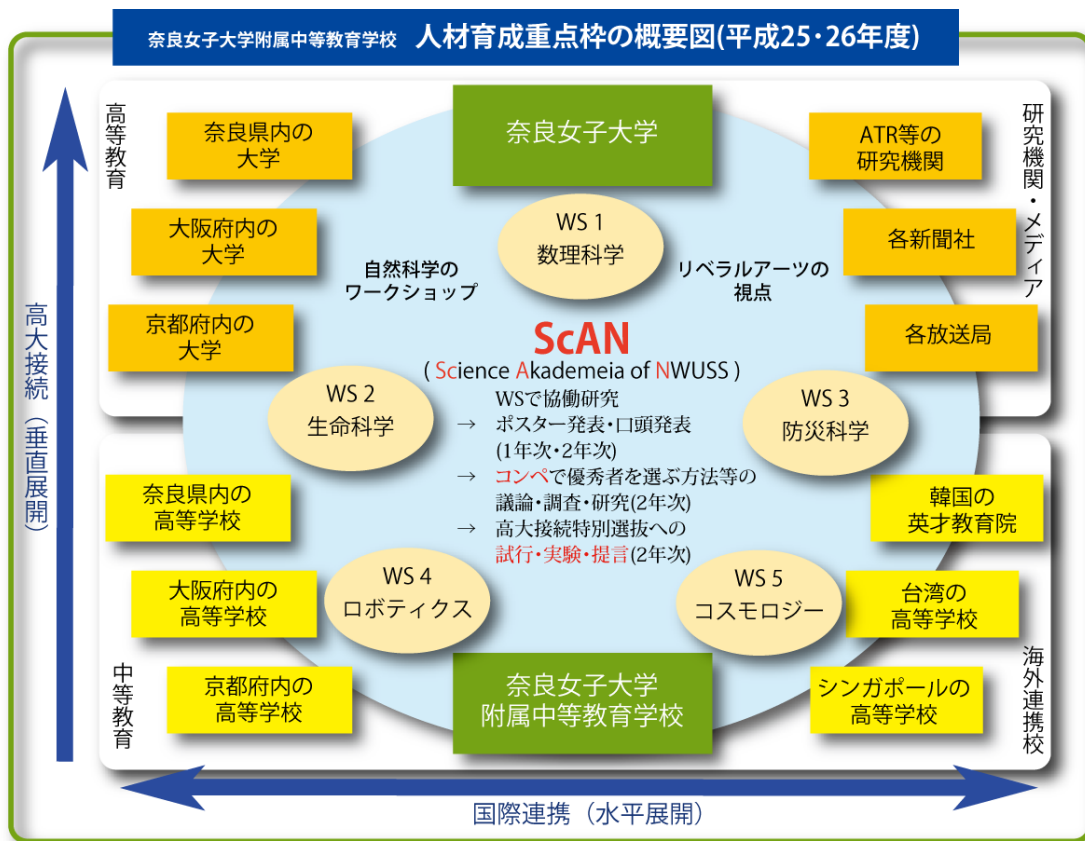 奈良女子大学附属中等教育学校 人材育成重点枠の概要図(平成25・26年度)
高等教育
奈良県内の
大学
大阪府内の
大学
京都府内の
大学
奈良女子大学
研究機関・メディア
ATR等の
研究機関
各新聞社
各放送局
WS 1
数理科学
自然科学の
ワークショップ
リベラルアーツの
視点
ScAN
( Science Akademeia of NWUSS )
WSで協働研究
→ ポスター発表・口頭発表
(1年次・2年次)
→ コンペで優秀者を選ぶ方法等の
議論・調査・研究(2年次)
→ 高大接続特別選抜への
試行・実験・提言(2年次)
WS 2
生命科学
WS 3
防災科学
WS 4
ロボティクス
WS 5
コスモロジー
高大接続（垂直展開）
中等教育
奈良県内の
高等学校
大阪府内の
高等学校
京都府内の
高等学校
奈良女子大学
附属中等教育学校
韓国の
英才教育院
台湾の
高等学校
シンガポールの
高等学校
海外連携校
国際連携（水平展開）